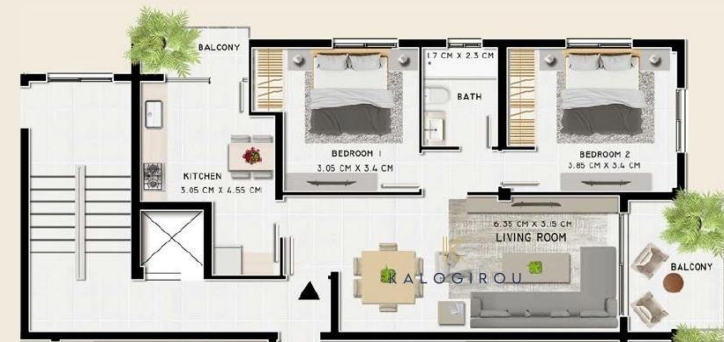 BALCONY
1.7 CM X 2.3 CM
BATH
BEDROOM 1
3.05 CM X 3.4 CM
BEDROOM 2
3.85 CM X 3.4 CM
KITCHEN
3.05 CM X 4.55 CM
6.35 CM X 3.15 CM
LIVING ROOM
BALCONY
KALOGIROU